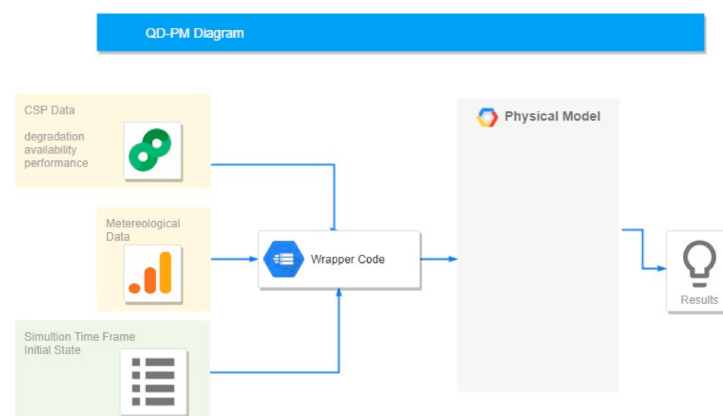 QD-PM Diagram
CSP Data
degradation
availability
performance
Physical Model
Metereological
Data
Wrapper Code
Results
Simultion Time Frame
Initial State